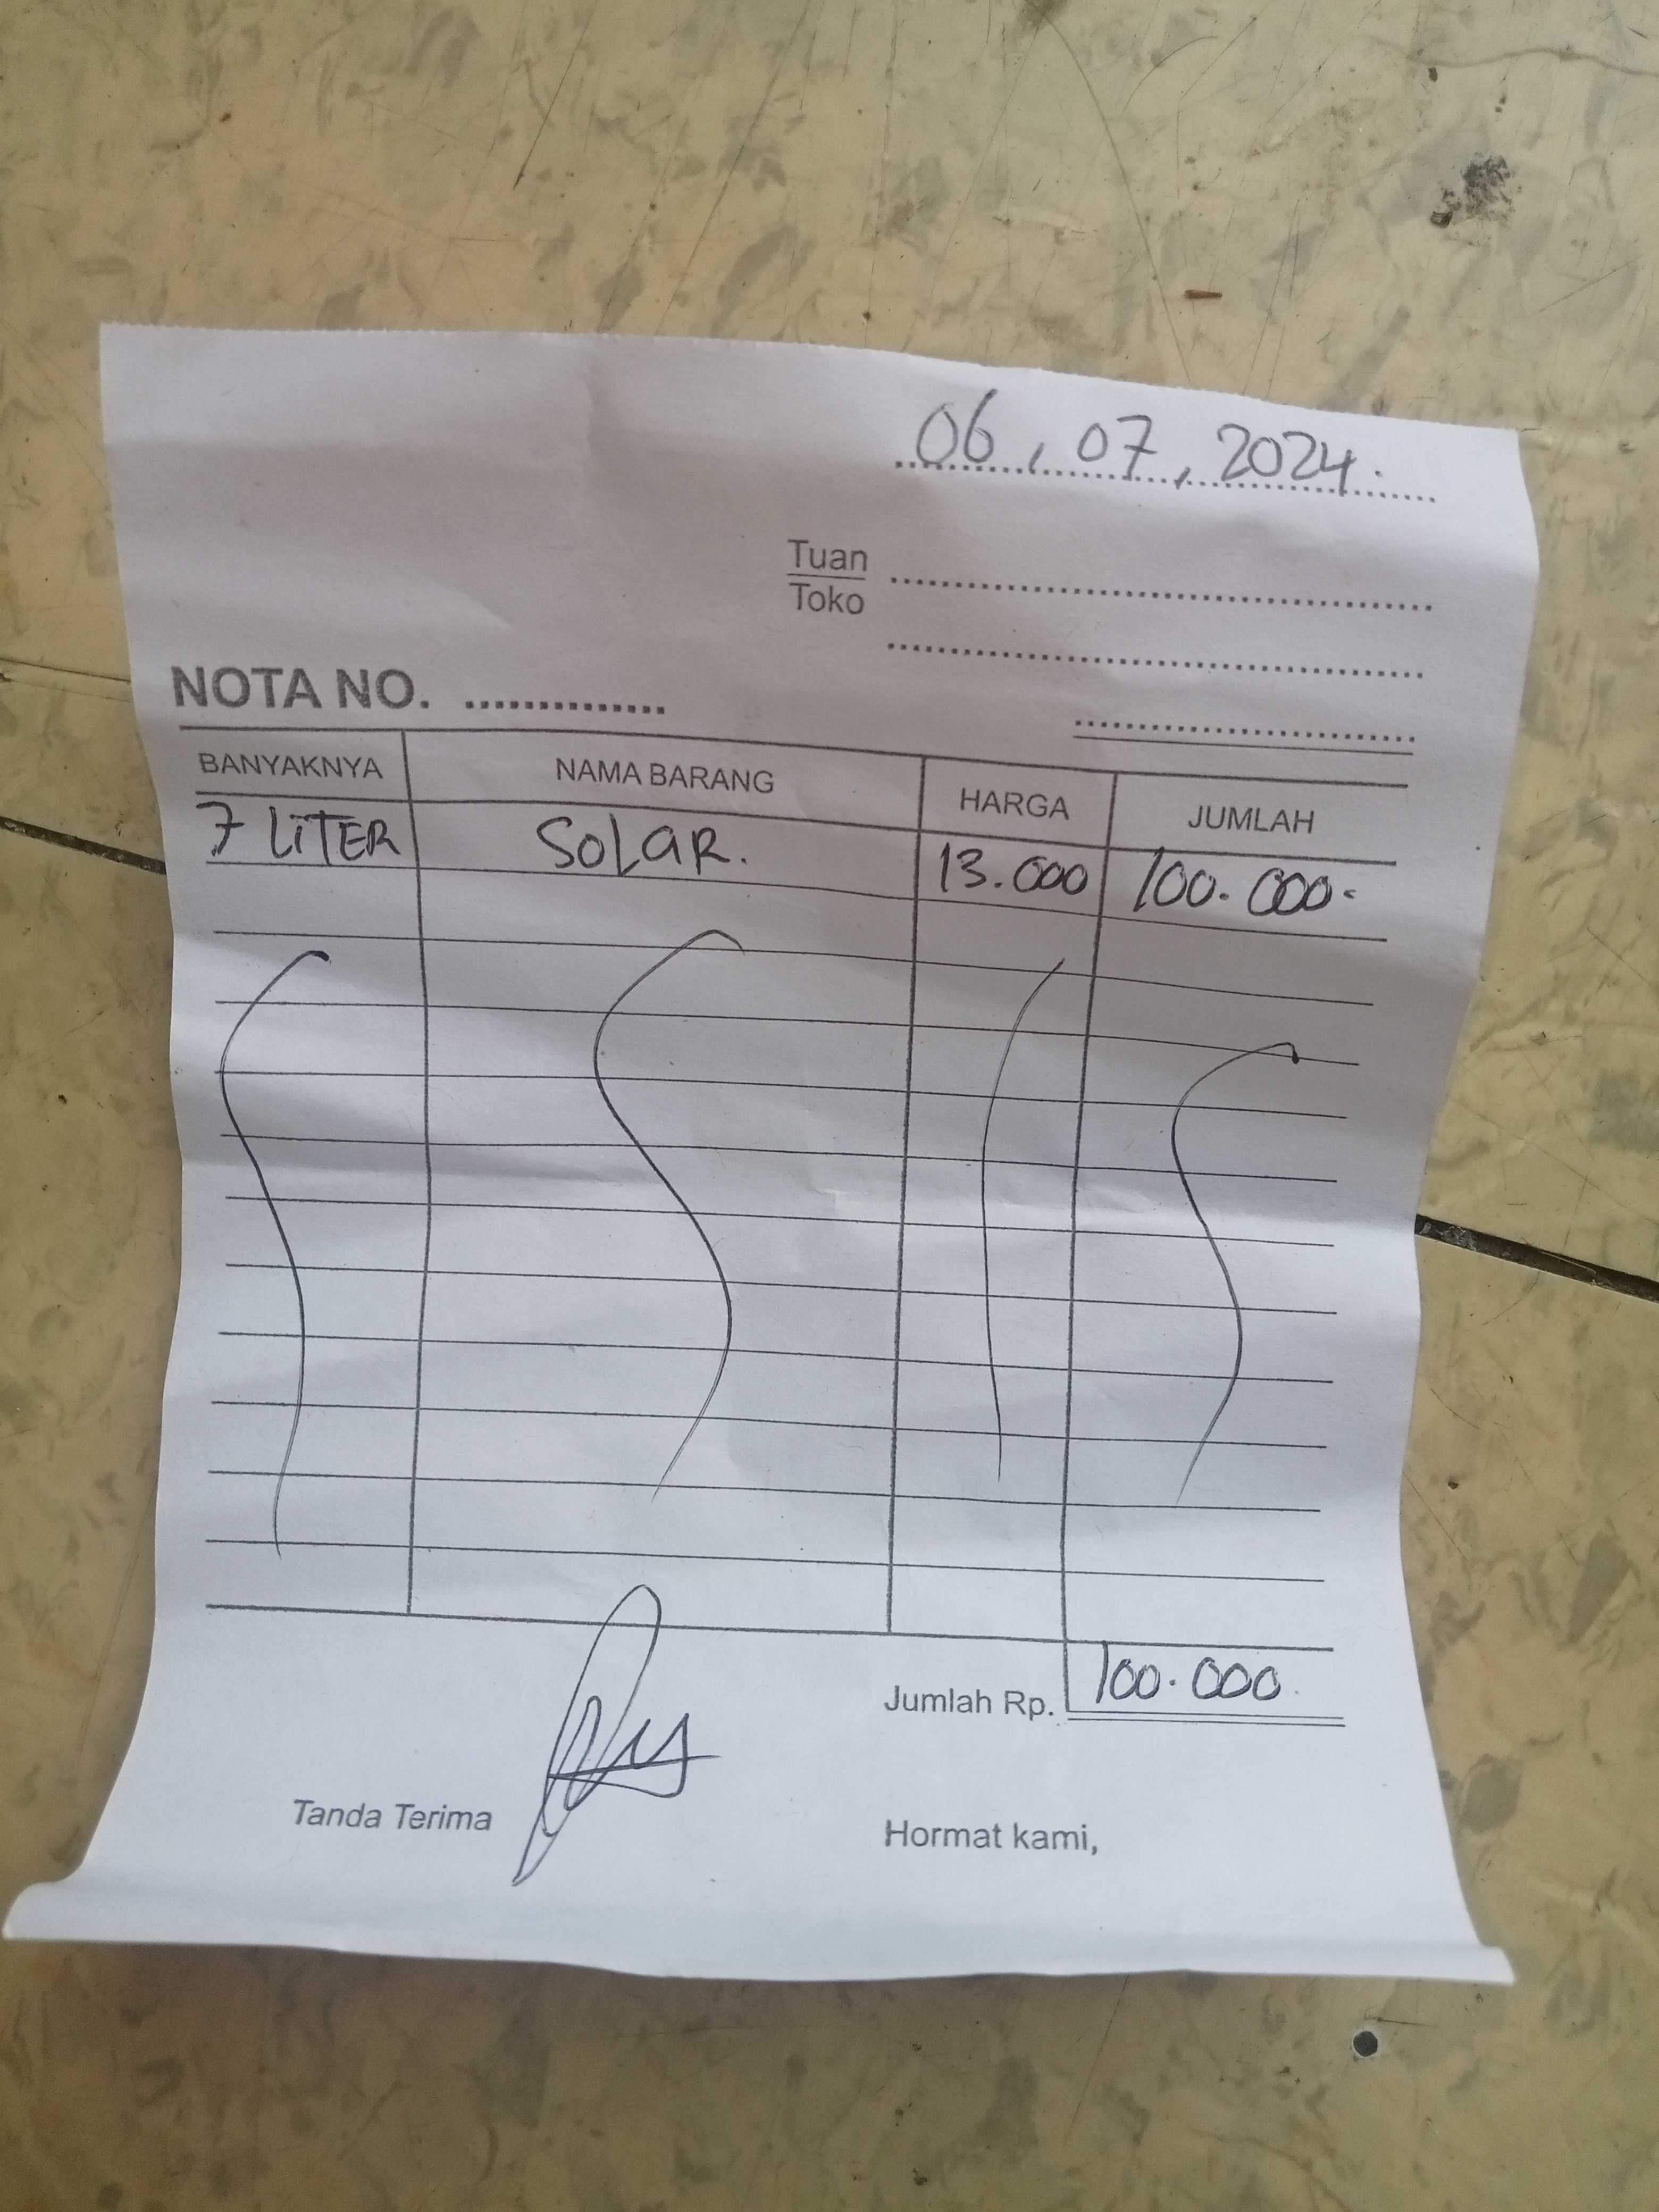 06, 07, 2024.
Tuan
Toko
NOTA NO.
BANYAKNYA NAMA BARANG HARGA JUMLAH
7 LiTER SOLAR. 13.000 100.000.
Jumlah Rp. 100.000
Tanda Terima Hormat kami,